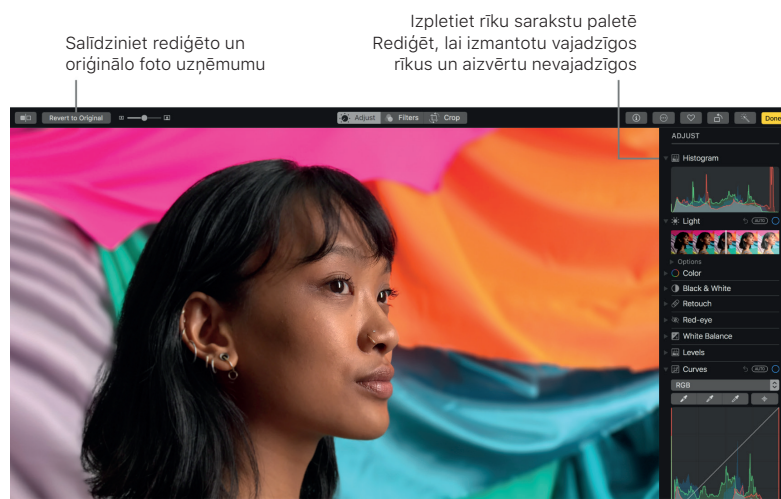 Izpletiet rīku sarakstu paletē
Rediģēt, lai izmantotu vajadzīgos
rīkus un aizvērtu nevajadzīgos
Salīdziniet rediģēto un
oriģinālo foto uzņēmumu
Revert to Original
Adjust
Filters
Crop
Done
ADJUST
Histogram
Light
AUTO
Options
Color
Black & White
Retouch
Red-eye
White Balance
Levels
Curves
AUTO
RGB